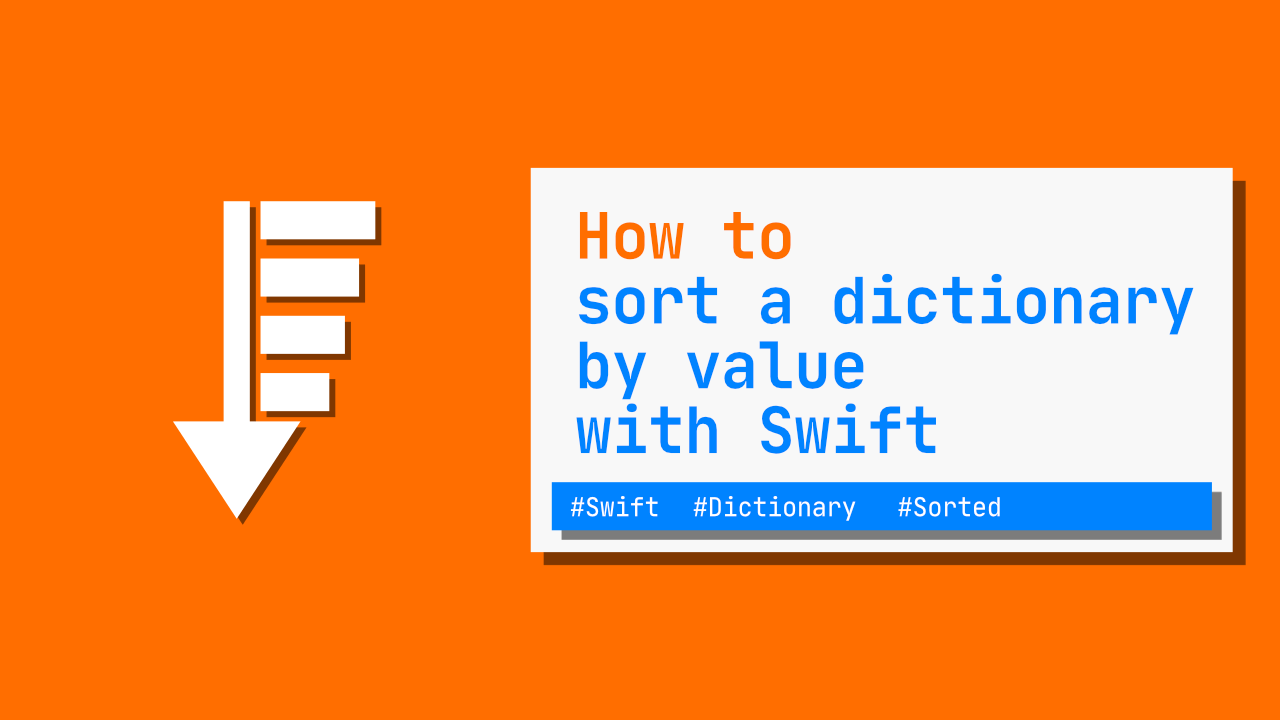 How to
sort a dictionary
by value
with Swift
#Swift #Dictionary #Sorted